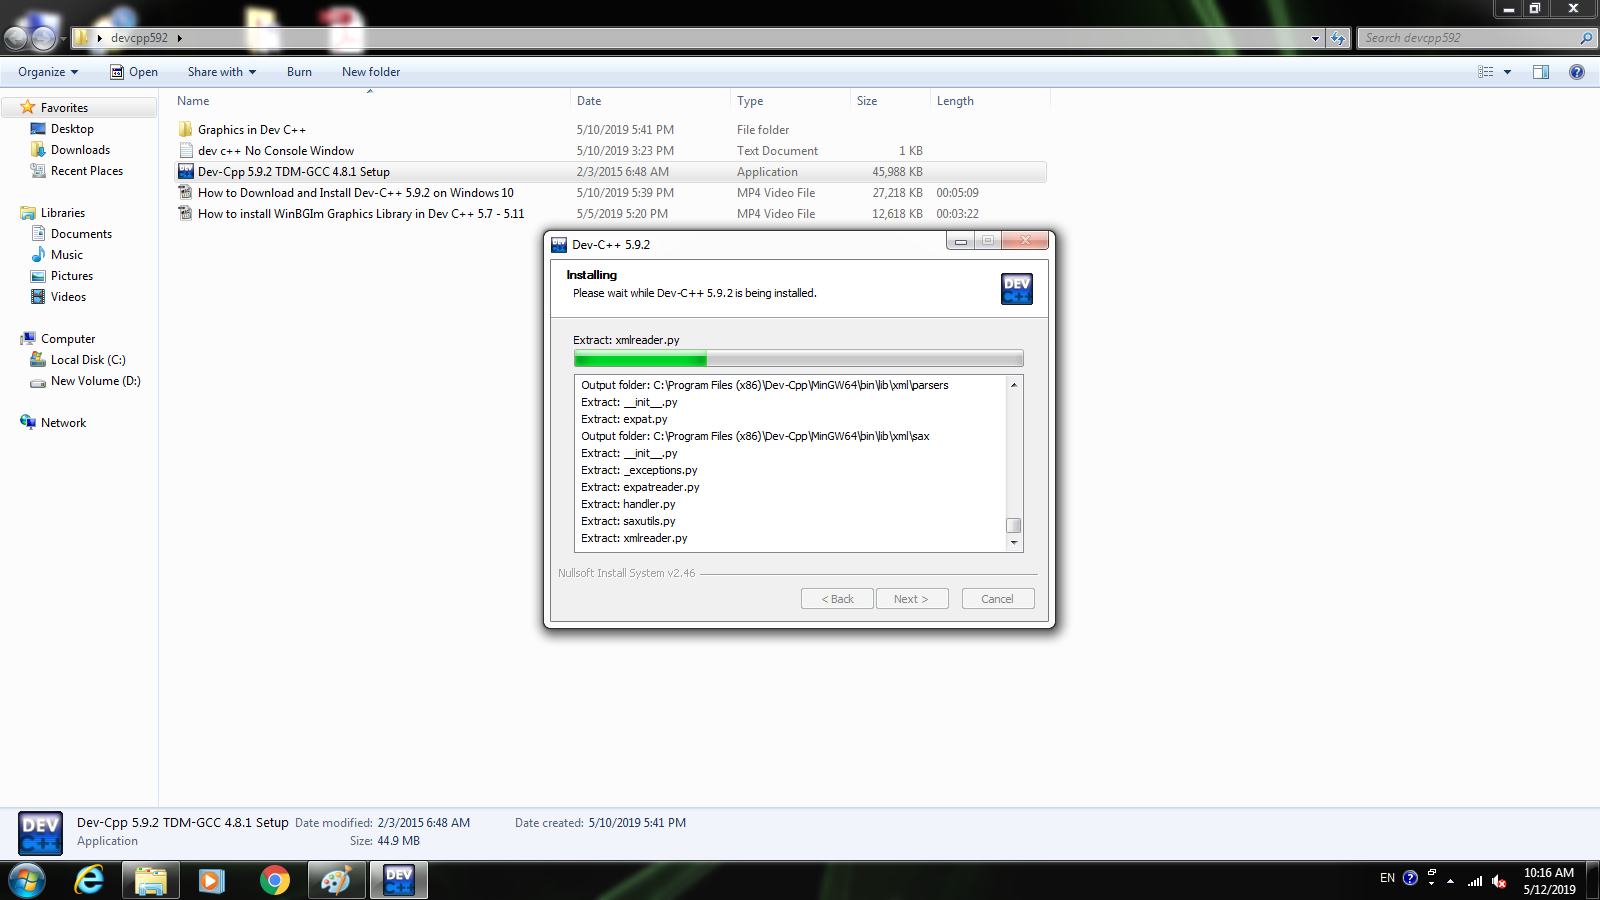 devcpp592
Search devcpp592
Organize Open Share with Burn New folder
Name Date Type Size Length
Favorites
Desktop
Downloads
Recent Places
Libraries
Documents
Music
Pictures
Videos
Computer
Local Disk (C:)
New Volume (D:)
Network
Graphics in Dev C++ 5/10/2019 5:41 PM File folder
dev c++ No Console Window 5/10/2019 3:23 PM Text Document 1 KB
Dev-Cpp 5.9.2 TDM-GCC 4.8.1 Setup 2/3/2015 6:48 AM Application 45,988 KB
How to Download and Install Dev-C++ 5.9.2 on Windows 10 5/10/2019 5:39 PM MP4 Video File 27,218 KB 00:05:09
How to install WinBGIm Graphics Library in Dev C++ 5.7 - 5.11 5/5/2019 5:20 PM MP4 Video File 12,618 KB 00:03:22
DEV C++ Dev-C++ 5.9.2
Installing
Please wait while Dev-C++ 5.9.2 is being installed.
DEV
C++
Extract: xmlreader.py
Output folder: C:\Program Files (x86)\Dev-Cpp\MinGW64\bin\lib\xml\parsers
Extract: __init__.py
Extract: expat.py
Output folder: C:\Program Files (x86)\Dev-Cpp\MinGW64\bin\lib\xml\sax
Extract: __init__.py
Extract: _exceptions.py
Extract: expatreader.py
Extract: handler.py
Extract: saxutils.py
Extract: xmlreader.py
Nullsoft Install System v2.46
< Back Next > Cancel
DEV
C++
Dev-Cpp 5.9.2 TDM-GCC 4.8.1 Setup Date modified: 2/3/2015 6:48 AM Date created: 5/10/2019 5:41 PM
Application Size: 44.9 MB
DEV
C++
EN
10:16 AM
5/12/2019